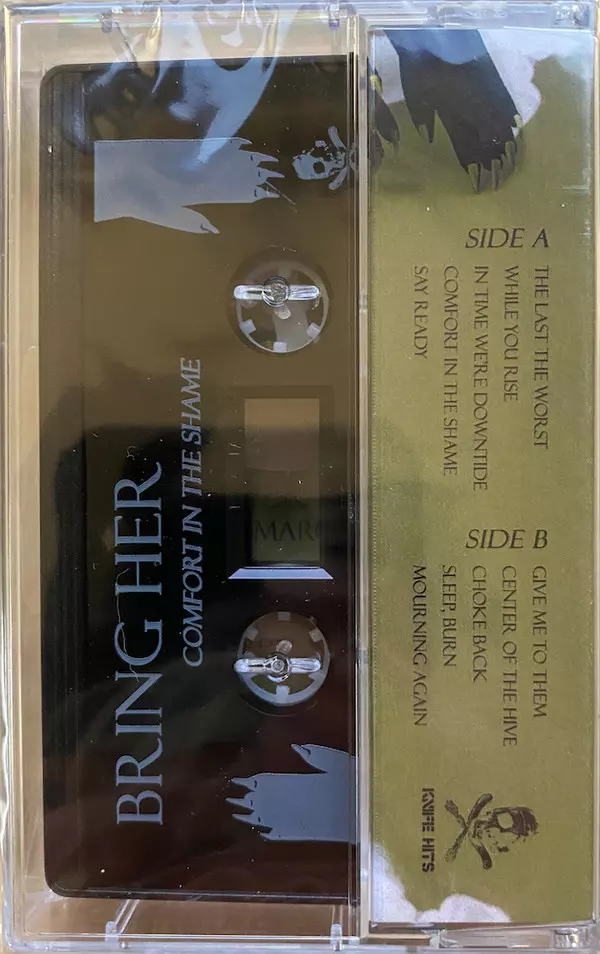 BRING HER
COMFORT IN THE SHAME
MAR
SIDE A
THE LAST THE WORST
WHILE YOU RISE
IN TIME WE'RE DOWNTIDE
COMFORT IN THE SHAME
SAY READY
SIDE B
GIVE ME TO THEM
CENTER OF THE HIVE
CHOKE BACK
SLEEP, BURN
MOURNING AGAIN
KNIFE HITS